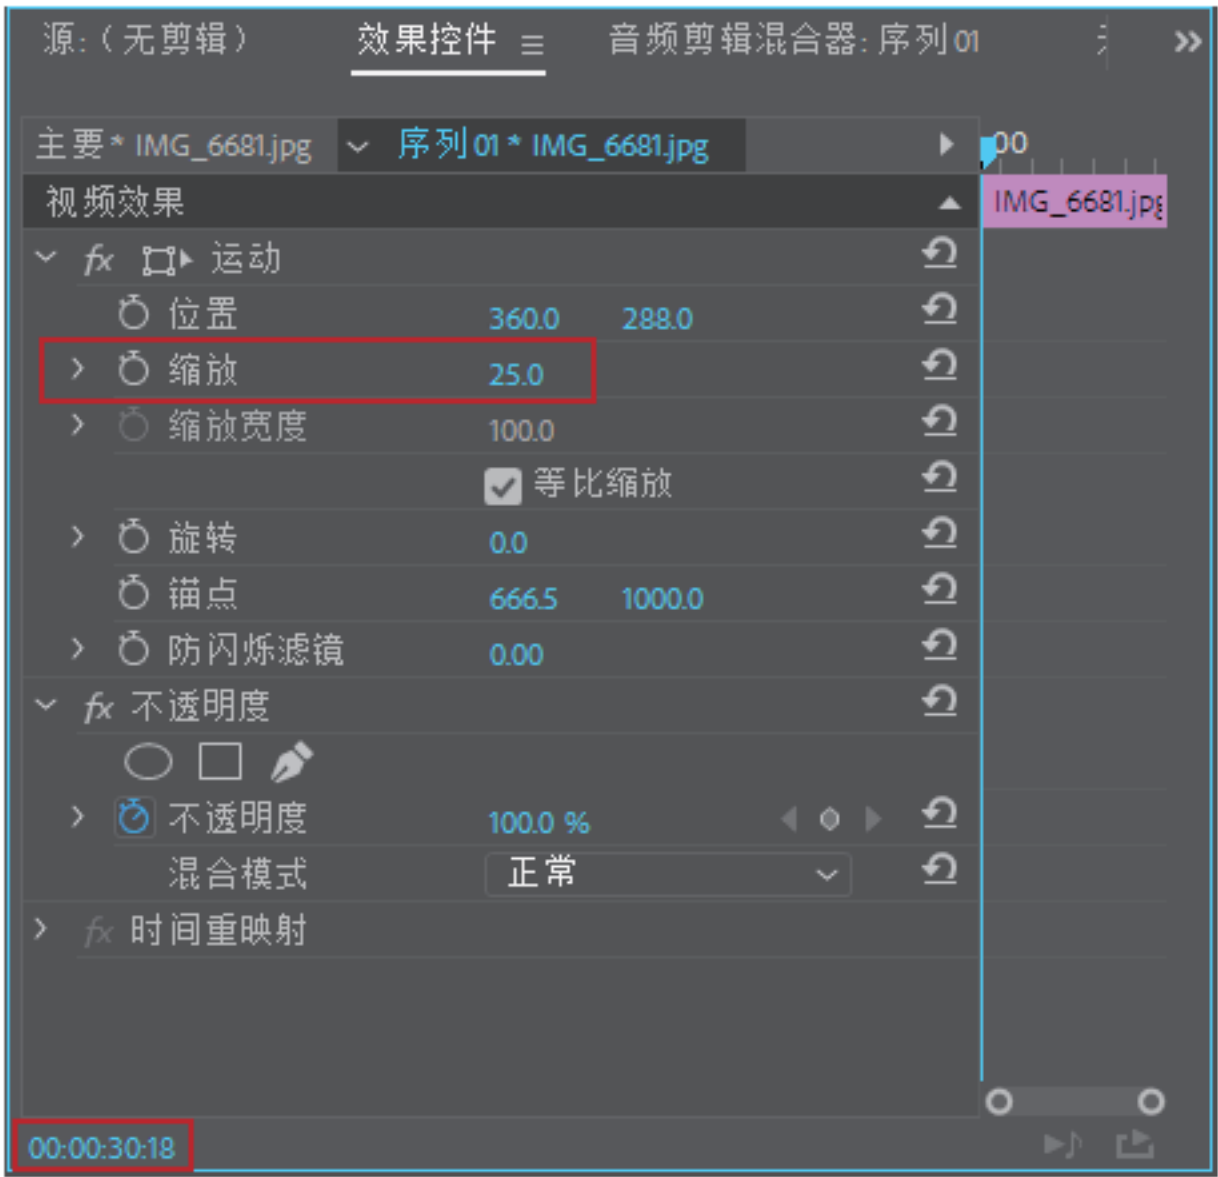 源:（无剪辑） 效果控件 音频剪辑混合器: 序列 01
主要* IMG_6681.jpg 序列 01 * IMG_6681.jpg 00
视频效果 IMG_6681.jpg
fx 运动
位置 360.0 288.0
缩放 25.0
缩放宽度 100.0
等比缩放
旋转 0.0
锚点 666.5 1000.0
防闪烁滤镜 0.00
fx 不透明度
不透明度 100.0 %
混合模式 正常
fx 时间重映射
00:00:30:18